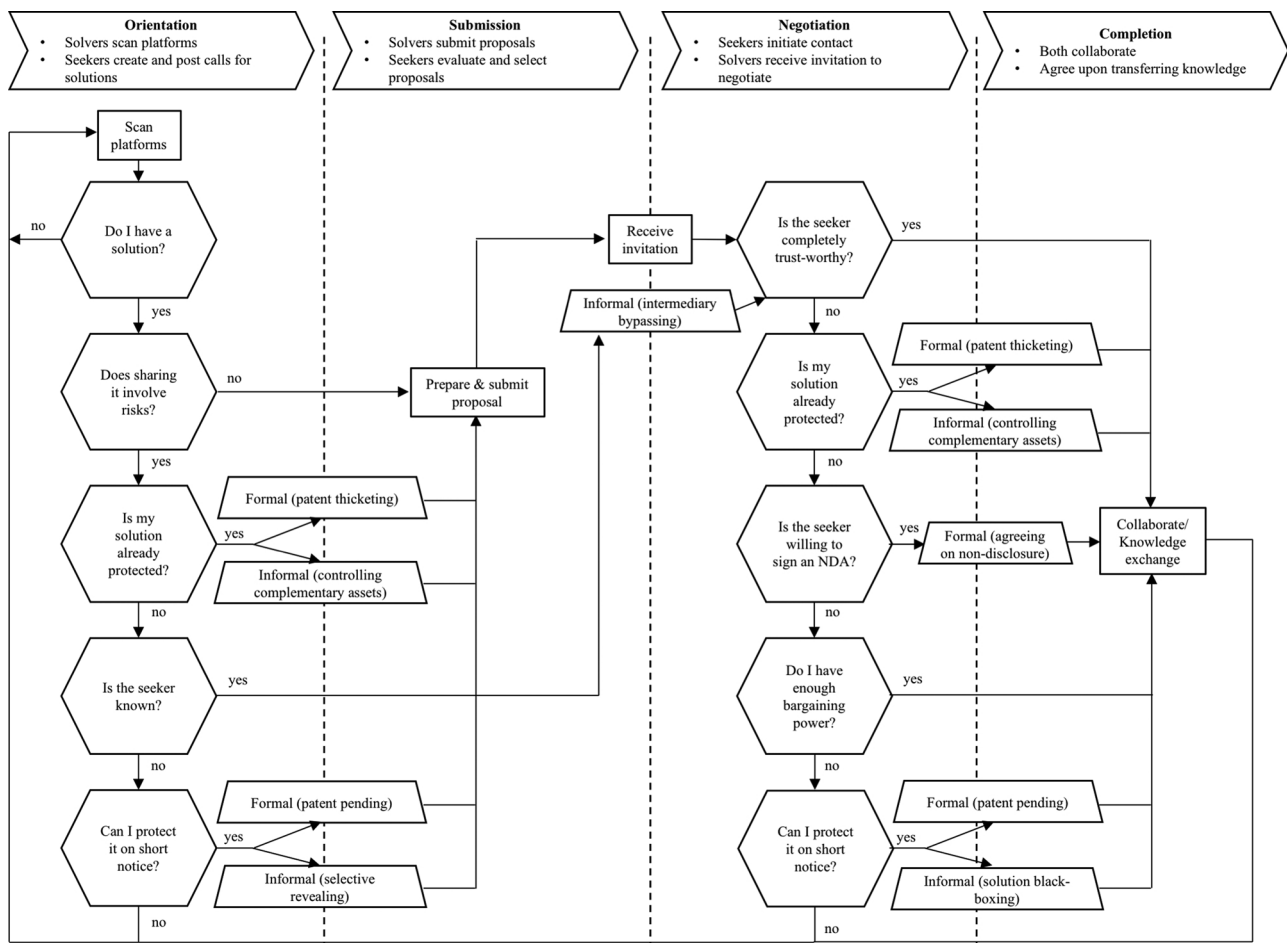 Orientation
• Solvers scan platforms
• Seekers create and post calls for
solutions
Submission
• Solvers submit proposals
• Seekers evaluate and select
proposals
Negotiation
• Seekers initiate contact
• Solvers receive invitation to
negotiate
Completion
• Both collaborate
• Agree upon transferring knowledge
Scan
platforms
Do I have a
solution?
no
yes
Does sharing
it involve
risks?
no
yes
Is my
solution
already
protected?
yes
Formal (patent thicketing)
Informal (controlling
complementary assets)
no
Is the seeker
known?
yes
no
Can I protect
it on short
notice?
yes
Formal (patent pending)
Informal (selective
revealing)
no
Prepare & submit
proposal
Receive
invitation
Informal (intermediary
bypassing)
Is the seeker
completely
trust-worthy?
yes
no
Is my
solution
already
protected?
yes
Formal (patent thicketing)
Informal (controlling
complementary assets)
no
Is the seeker
willing to
sign an NDA?
yes
Formal (agreeing
on non-disclosure)
Collaborate/
Knowledge
exchange
no
Do I have
enough
bargaining
power?
yes
no
Can I protect
it on short
notice?
yes
Formal (patent pending)
Informal (solution black-
boxing)
no